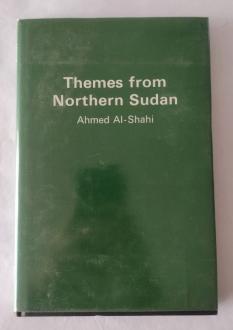 Themes from
Northern Sudan
Ahmed Al-Shahi